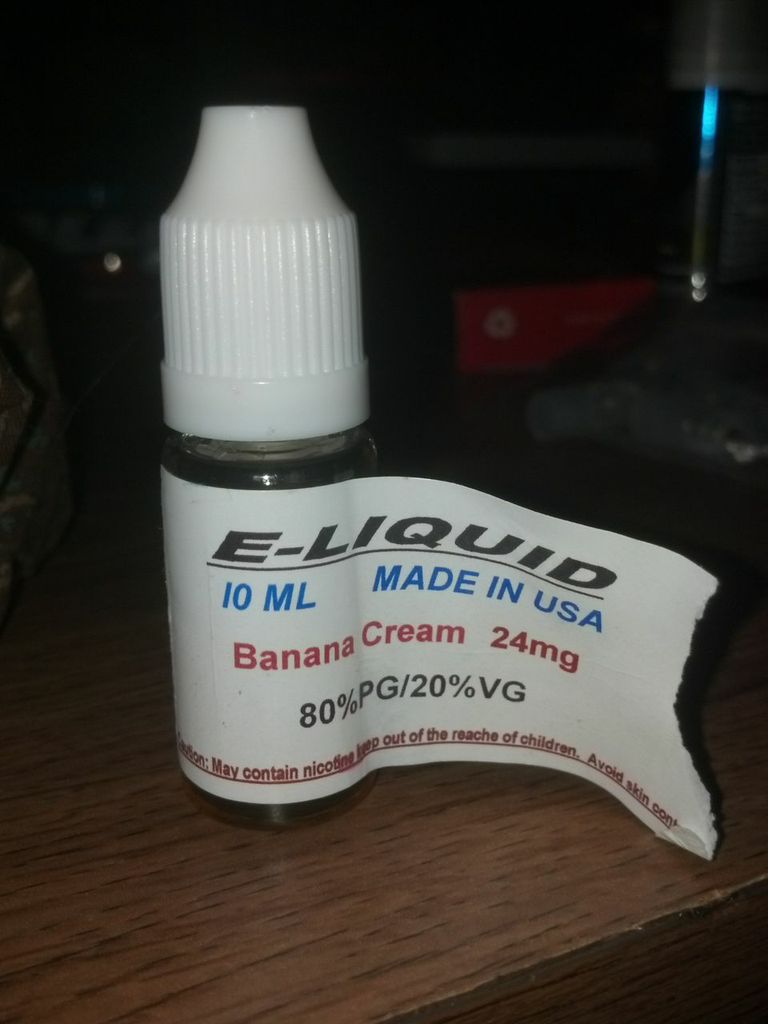 E-LIQUID
10 ML MADE IN USA
Banana Cream 24mg
80%PG/20%VG
Caution: May contain nicotine keep out of the reache of children. Avoid skin cont